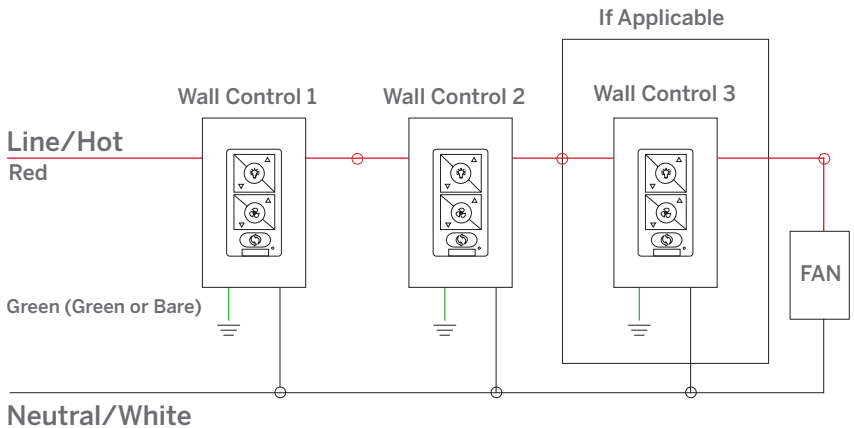 If Applicable
Wall Control 1
Wall Control 2
Wall Control 3
Line/Hot
Red
FAN
Green (Green or Bare)
Neutral/White